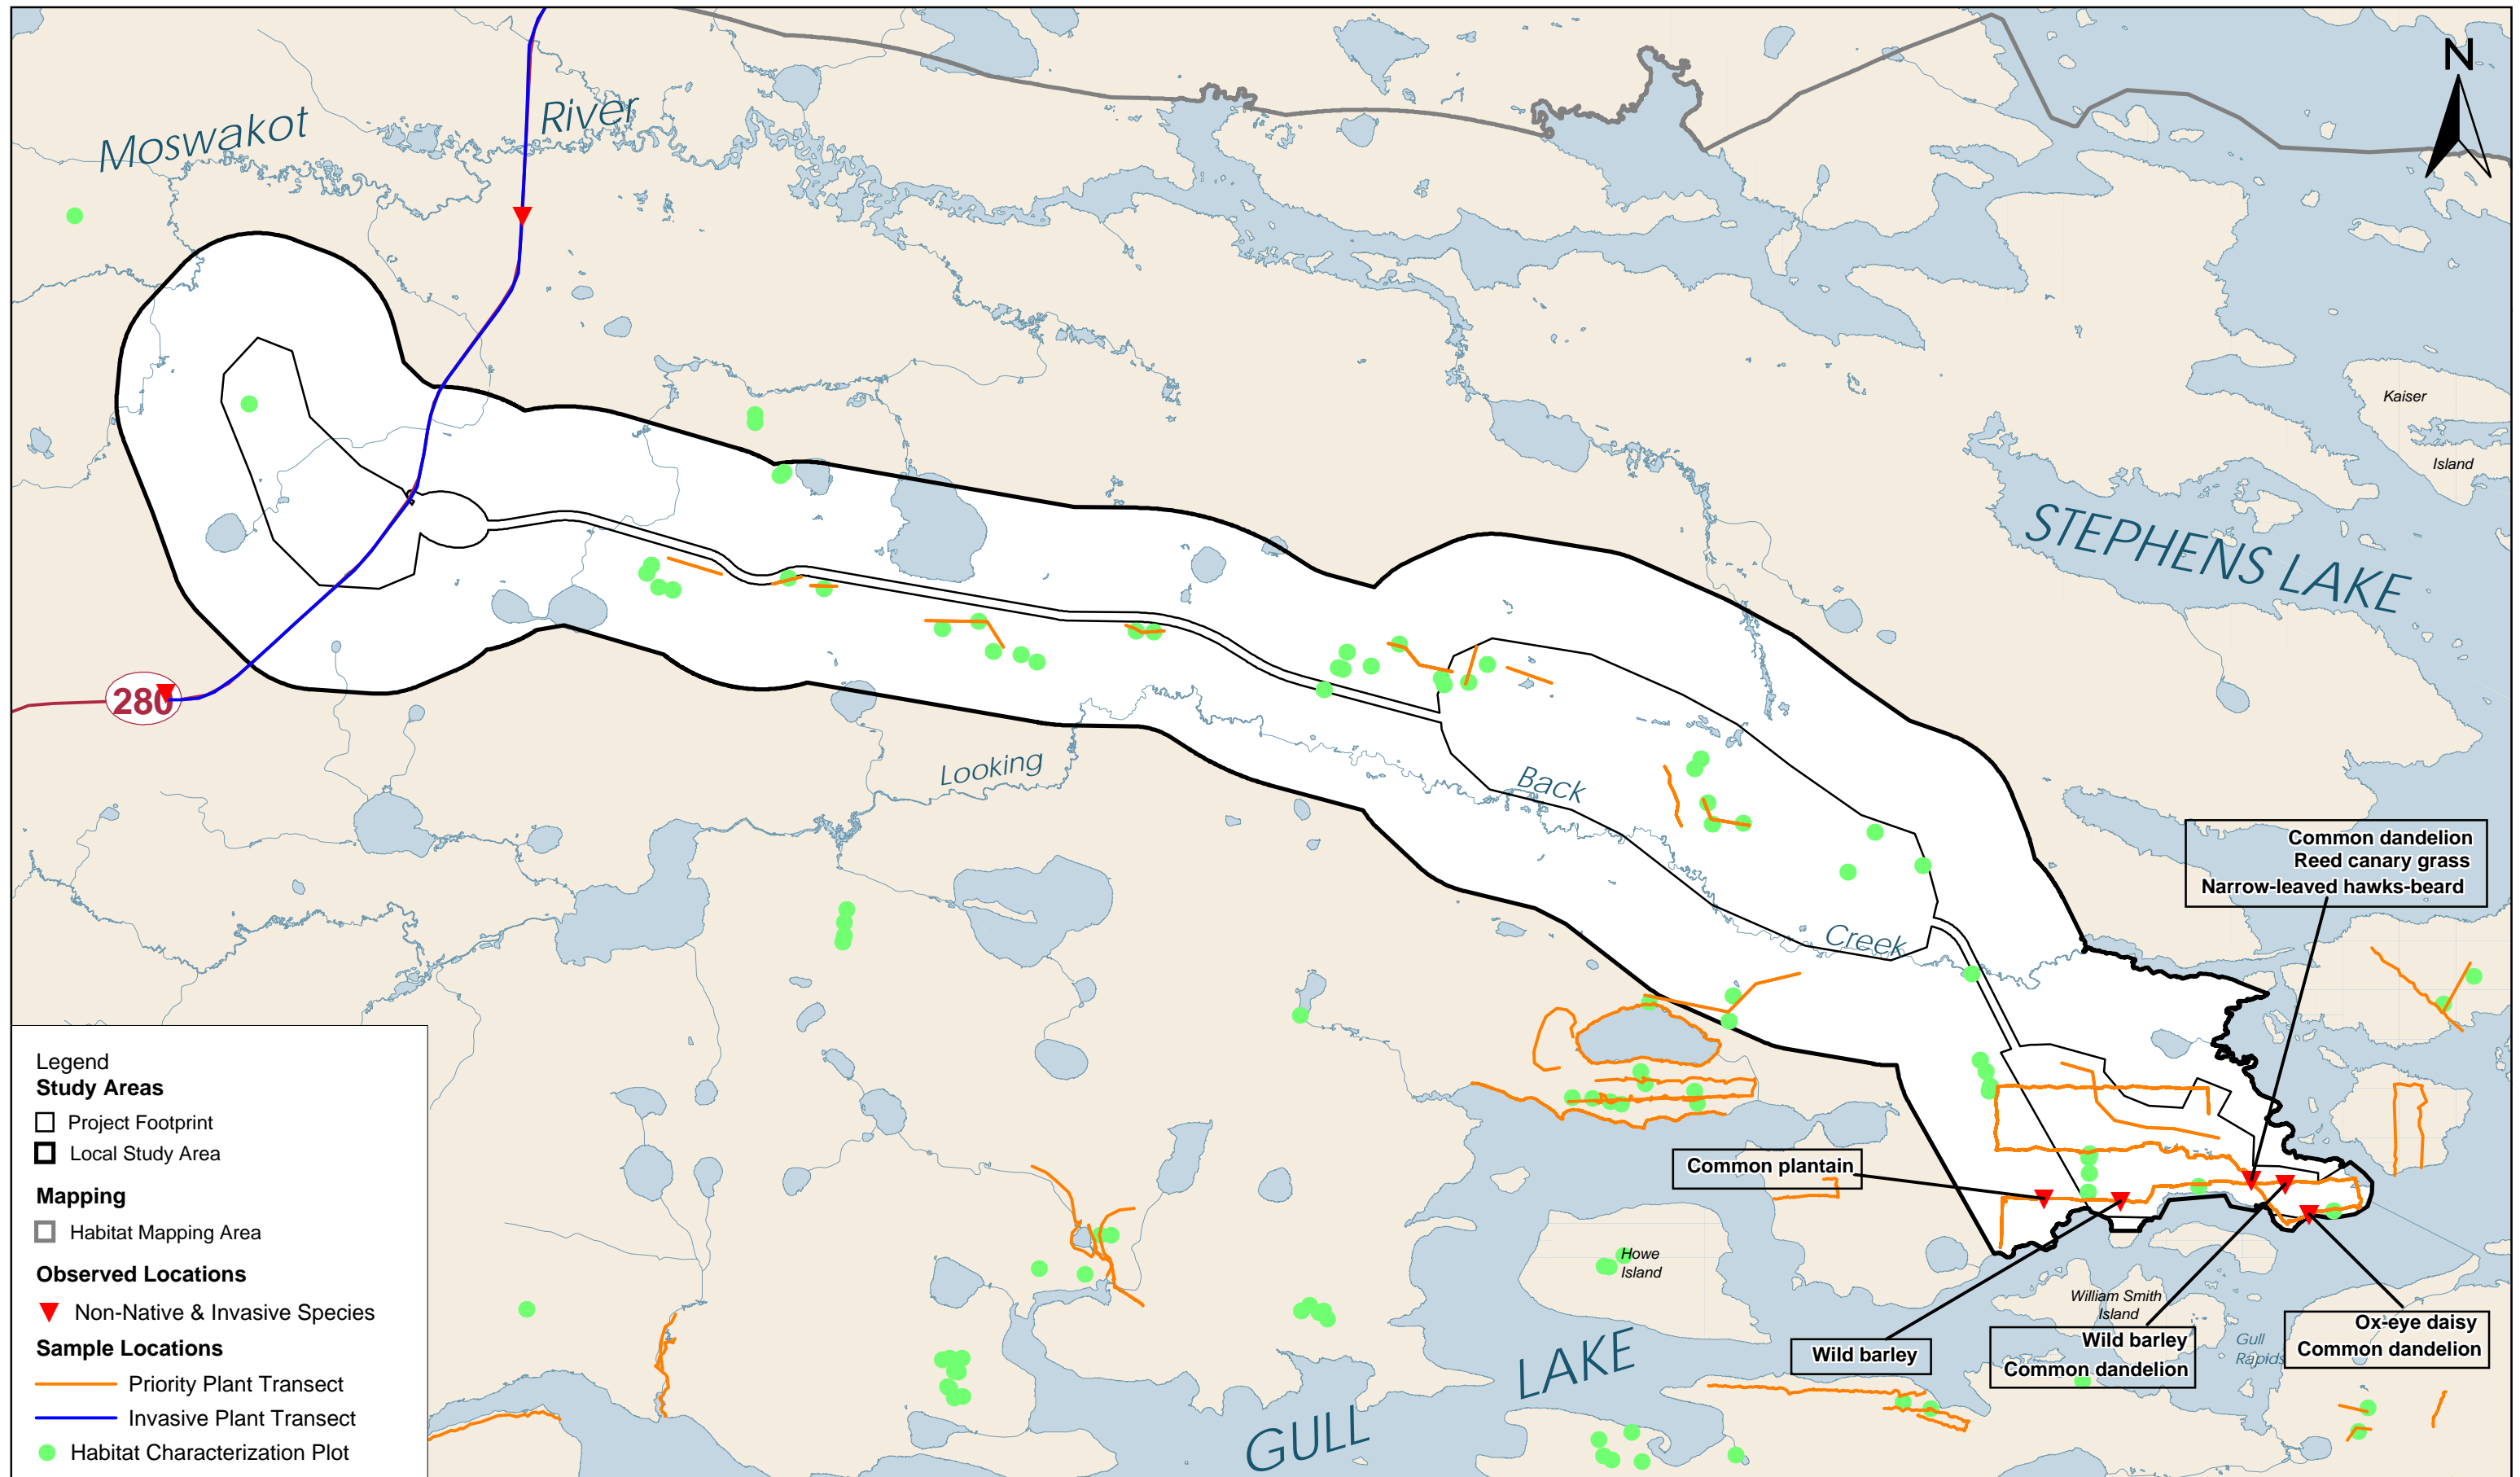 N
Moswakot
River
Kaiser
Island
STEPHENS LAKE
280
Looking
Back
Creek
Common dandelion
Reed canary grass
Narrow-leaved hawks-beard
Common plantain
Howe
Island
William Smith
Island
Gull
Rapids
Wild barley
Wild barley
Common dandelion
Ox-eye daisy
Common dandelion
GULL
LAKE
Legend
Study Areas
Project Footprint
Local Study Area
Mapping
Habitat Mapping Area
Observed Locations
Non-Native & Invasive Species
Sample Locations
Priority Plant Transect
Invasive Plant Transect
Habitat Characterization Plot